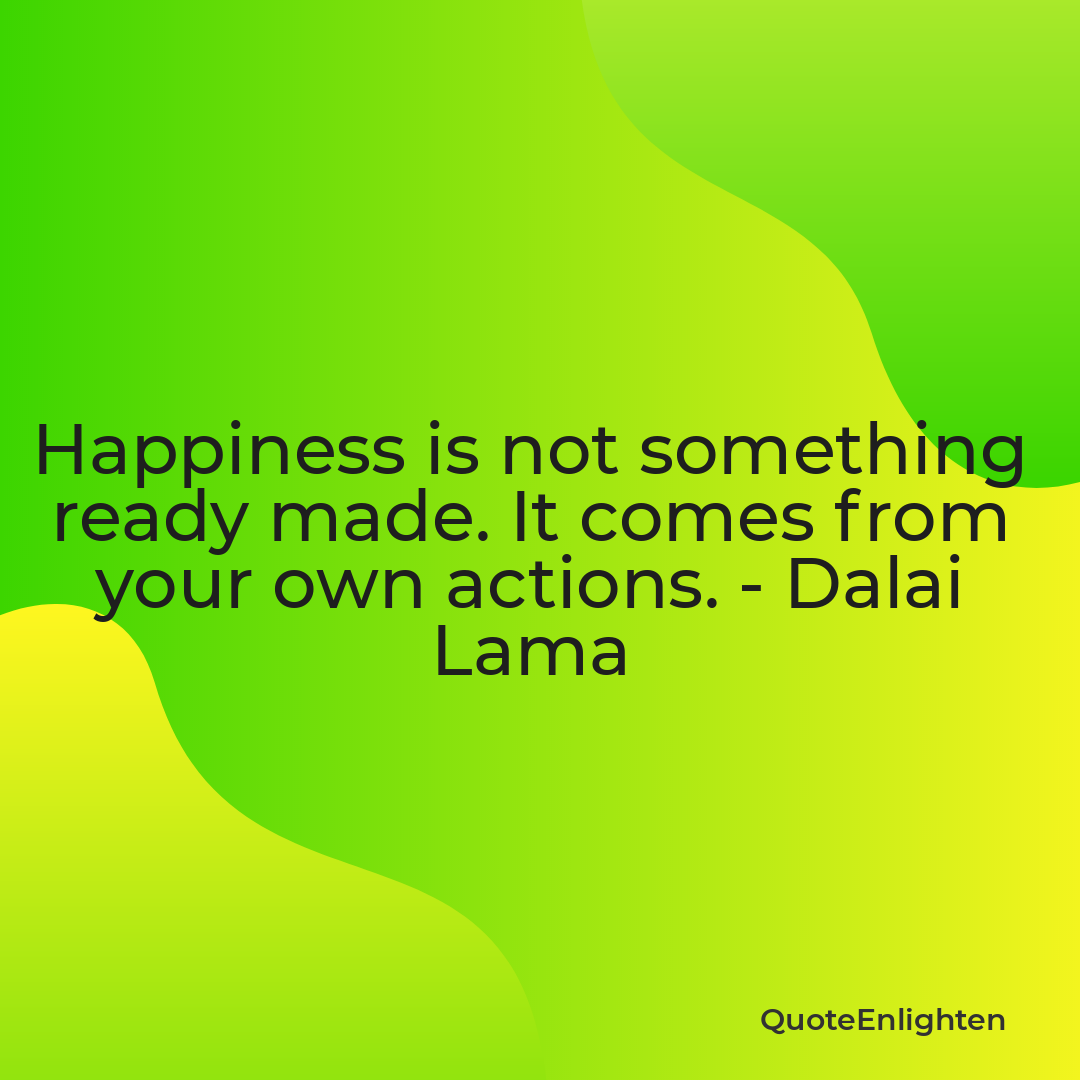 Happiness is not something
ready made. It comes from
your own actions. - Dalai
Lama
QuoteEnlighten